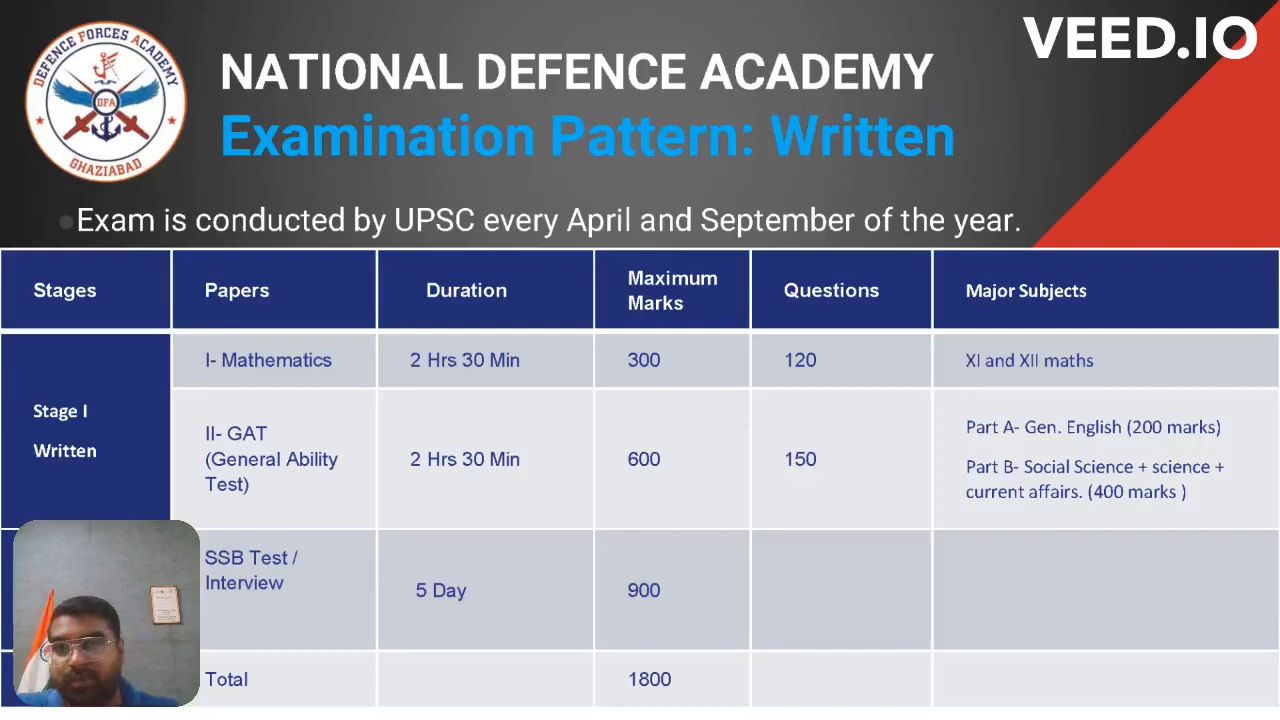 DEFENCE FORCES ACADEMY
DFA
GHAZIABAD
VEED.IO
NATIONAL DEFENCE ACADEMY
Examination Pattern: Written
•Exam is conducted by UPSC every April and September of the year.
Stages
Papers
Duration
Maximum
Marks
Questions
Major Subjects
Stage I
Written
I- Mathematics
2 Hrs 30 Min
300
120
XI and XII maths
II- GAT
(General Ability
Test)
2 Hrs 30 Min
600
150
Part A- Gen. English (200 marks)
Part B- Social Science + science +
current affairs. (400 marks )
SSB Test /
Interview
5 Day
900
Total
1800